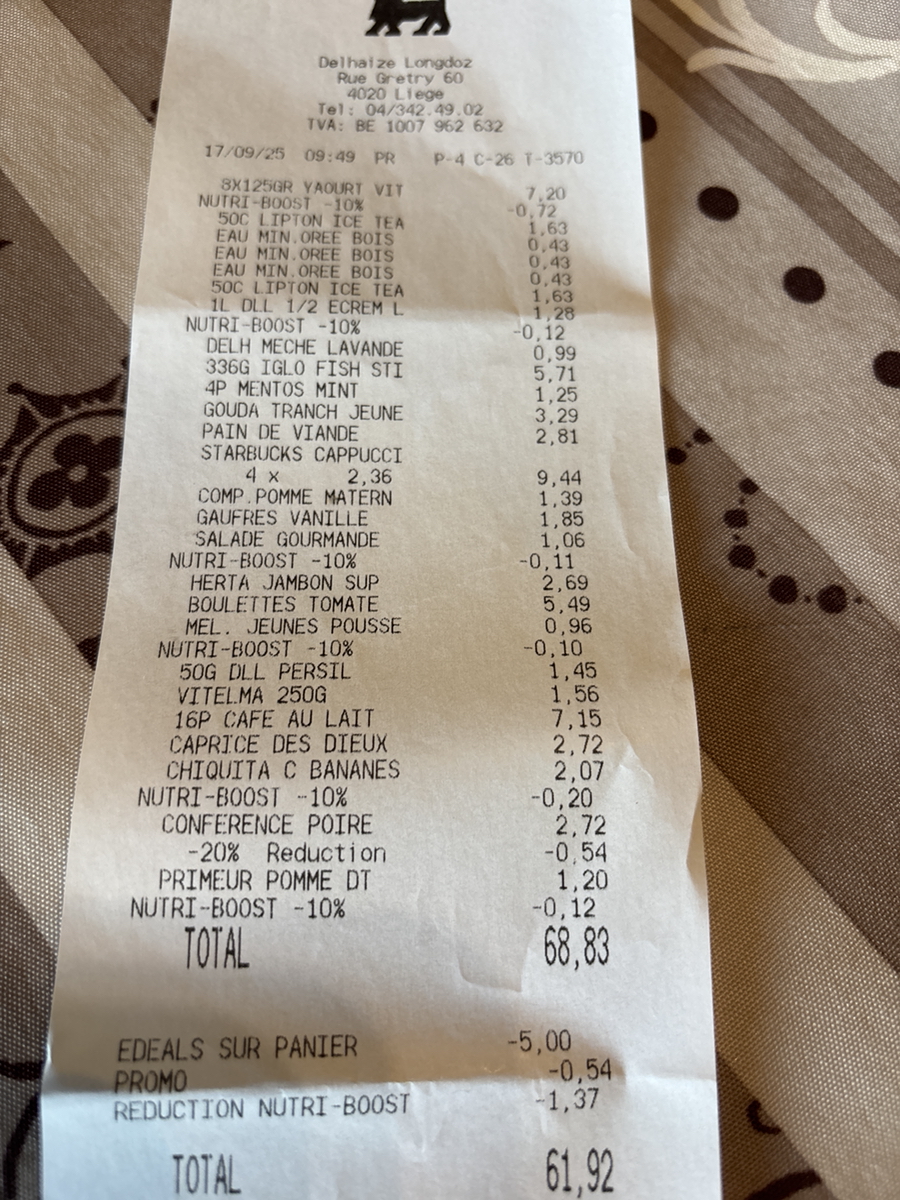 Delhaize Longdoz
Rue Gretry 60
4020 Liege
Tel: 04/342.49.02
TVA: BE 1007 962 632
17/09/25 09:49 PR P-4 C-26 T-3570
8X125GR YAOURT VIT 7,20
NUTRI-BOOST -10% -0,72
50C LIPTON ICE TEA 1,63
EAU MIN.OREE BOIS 0,43
EAU MIN.OREE BOIS 0,43
EAU MIN.OREE BOIS 0,43
50C LIPTON ICE TEA 1,63
1L DLL 1/2 ECREM L 1,28
NUTRI-BOOST -10% -0,12
DELH MECHE LAVANDE 0,99
336G IGLO FISH STI 5,71
4P MENTOS MINT 1,25
GOUDA TRANCH JEUNE 3,29
PAIN DE VIANDE 2,81
STARBUCKS CAPPUCCI
4 x 2,36 9,44
COMP.POMME MATERN 1,39
GAUFRES VANILLE 1,85
SALADE GOURMANDE 1,06
NUTRI-BOOST -10% -0,11
HERTA JAMBON SUP 2,69
BOULETTES TOMATE 5,49
MEL. JEUNES POUSSE 0,96
NUTRI-BOOST -10% -0,10
50G DLL PERSIL 1,45
VITELMA 250G 1,56
16P CAFE AU LAIT 7,15
CAPRICE DES DIEUX 2,72
CHIQUITA C BANANES 2,07
NUTRI-BOOST -10% -0,20
CONFERENCE POIRE 2,72
-20% Reduction -0,54
PRIMEUR POMME DT 1,20
NUTRI-BOOST -10% -0,12
TOTAL 68,83
EDEALS SUR PANIER -5,00
PROMO -0,54
REDUCTION NUTRI-BOOST -1,37
TOTAL 61,92